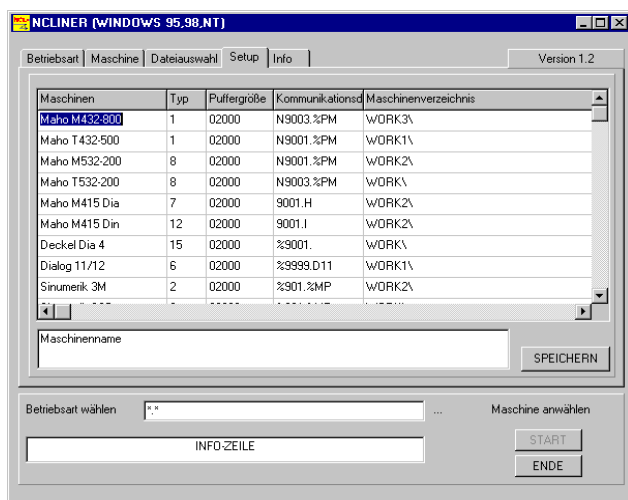 NCLINER (WINDOWS 95,98,NT)
Betriebsart Maschine Dateiauswahl Setup Info Version 1.2
Maschinen Typ Puffergröße Kommunikationsd Maschinenverzeichnis
Maho M432-800 1 02000 N9003.%PM WORK3\
Maho T432-500 1 02000 N9001.%PM WORK1\
Maho M532-200 8 02000 N9001.%PM WORK2\
Maho T532-200 8 02000 N9003.%PM WORK\
Maho M415 Dia 7 02000 9001.H WORK2\
Maho M415 Din 12 02000 9001.I WORK2\
Deckel Dia 4 15 02000 %9001. WORK\
Dialog 11/12 6 02000 %9999.D11 WORK1\
Sinumerik 3M 2 02000 %901.%MP WORK2\
Maschinenname
SPEICHERN
Betriebsart wählen *.* ... Maschine anwählen
INFO-ZEILE
START
ENDE